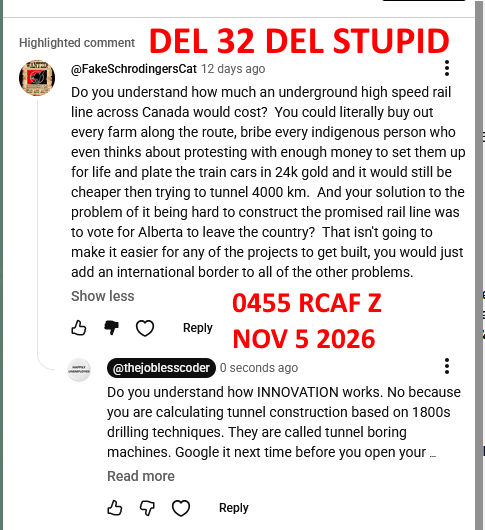 Highlighted comment
DEL 32 DEL STUPID
@FakeSchrodingersCat 12 days ago
Do you understand how much an underground high speed rail
line across Canada would cost? You could literally buy out
every farm along the route, bribe every indigenous person who
even thinks about protesting with enough money to set them up
for life and plate the train cars in 24k gold and it would still be
cheaper then trying to tunnel 4000 km. And your solution to the
problem of it being hard to construct the promised rail line was
to vote for Alberta to leave the country? That isn't going to
make it easier for any of the projects to get built, you would just
add an international border to all of the other problems.
Show less
0455 RCAF Z
Reply
NOV 5 2026
@thejoblesscoder 0 seconds ago
Do you understand how INNOVATION works. No because
you are calculating tunnel construction based on 1800s
drilling techniques. They are called tunnel boring
machines. Google it next time before you open your ...
Read more
Reply